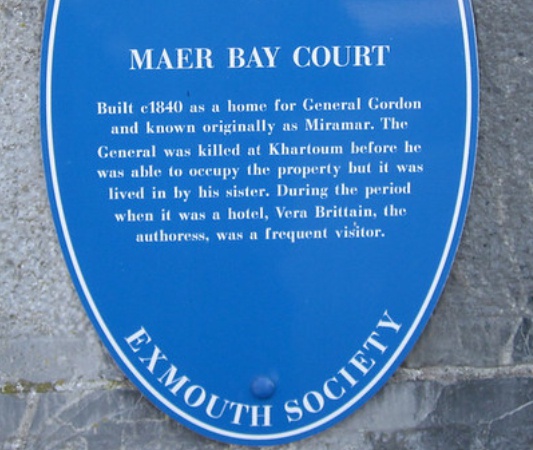 MAER BAY COURT
Built c1840 as a home for General Gordon
and known originally as Miramar. The
General was killed at Khartoum before he
was able to occupy the property but it was
lived in by his sister. During the period
when it was a hotel, Vera Brittain, the
authoress, was a frequent visitor.
EXMOUTH SOCIETY